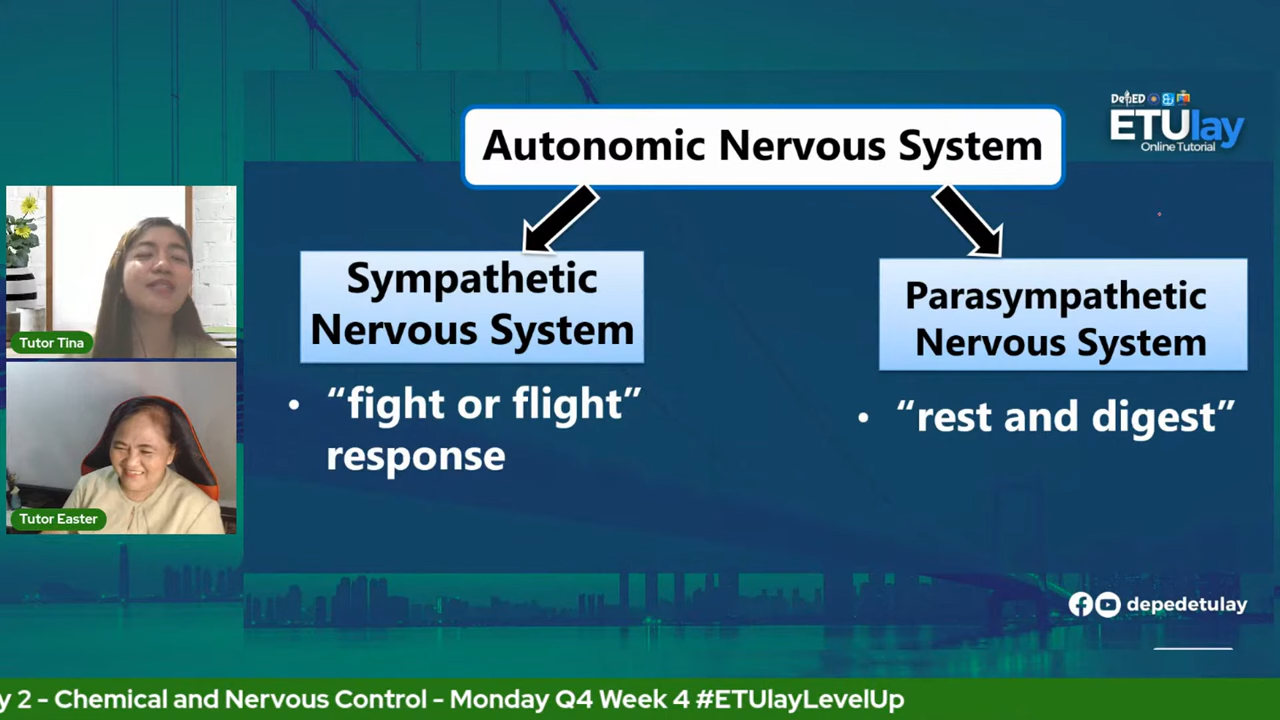 Autonomic Nervous System
DepED
ETUlay
Online Tutorial
Sympathetic
Nervous System
Parasympathetic
Nervous System
• “fight or flight”
response
• “rest and digest”
Tutor Tina
Tutor Easter
depedetulay
y 2 – Chemical and Nervous Control – Monday Q4 Week 4 #ETUlayLevelUp